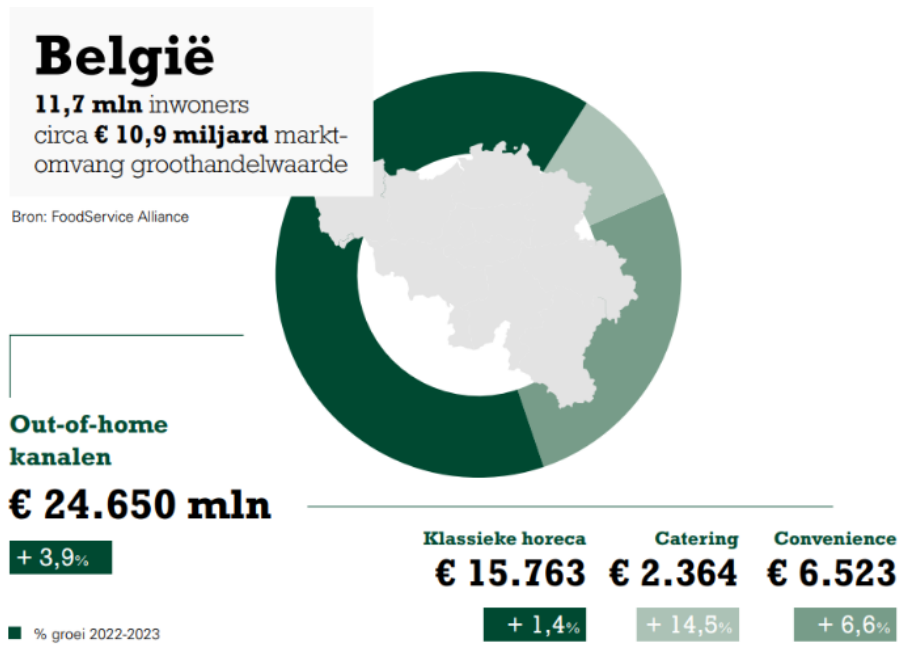 België
11,7 mln inwoners
circa € 10,9 miljard markt-
omvang groothandelwaarde
Bron: FoodService Alliance
Out-of-home
kanalen
€ 24.650 mln
+ 3,9%
Klassieke horeca
€ 15.763
+ 1,4%
Catering
€ 2.364
+ 14,5%
Convenience
€ 6.523
+ 6,6%
% groei 2022-2023